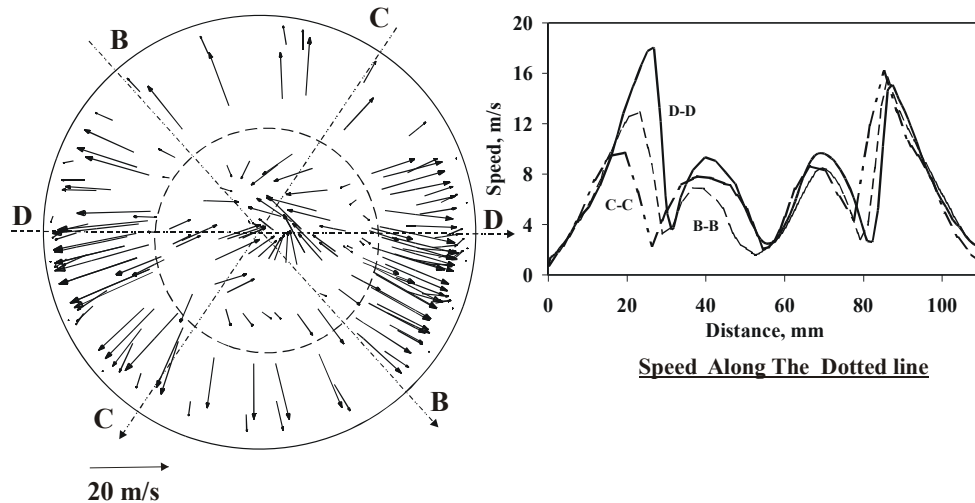 B
C
D
D
C
B
20 m/s
20
16
12
8
4
0
Speed, m/s
D-D
C-C
B-B
0
20
40
60
80
100
Distance, mm
Speed Along The Dotted line